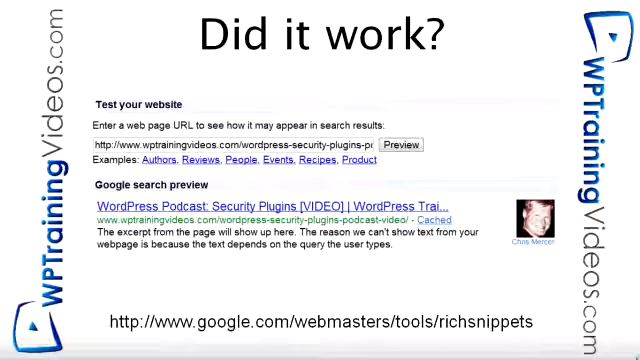 Did it work?
WPTrainingVideos.com
WPTrainingVideos.com
Test your website
Enter a web page URL to see how it may appear in search results:
http://www.wptrainingvideos.com/wordpress-security-plugins-po Preview
Examples: Authors, Reviews, People, Events, Recipes, Product
Google search preview
WordPress Podcast: Security Plugins [VIDEO] | WordPress Trai...
www.wptrainingvideos.com/wordpress-security-plugins-podcast-video/ - Cached
The excerpt from the page will show up here. The reason we can't show text from your
webpage is because the text depends on the query the user types.
Chris Mercer
http://www.google.com/webmasters/tools/richsnippets